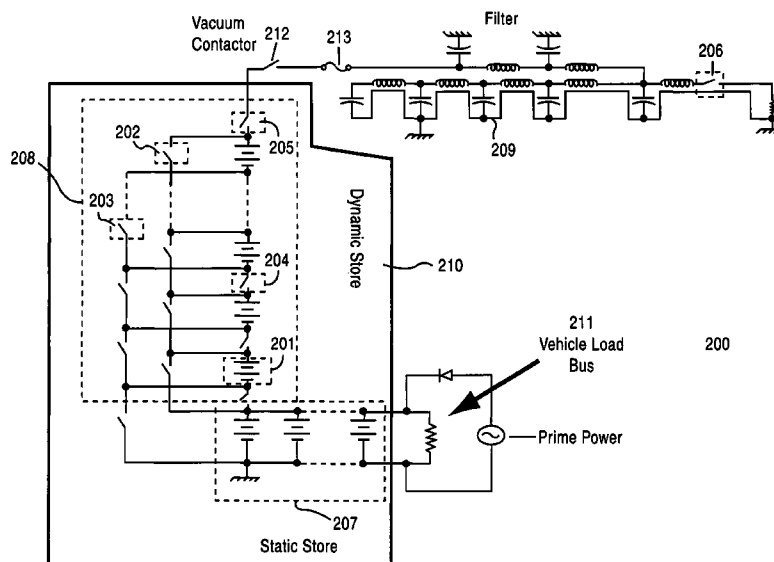 Vacuum
Contactor
212
213
Filter
206
209
202
205
208
203
204
Dynamic Store
210
201
211
Vehicle Load
Bus
200
Prime Power
207
Static Store